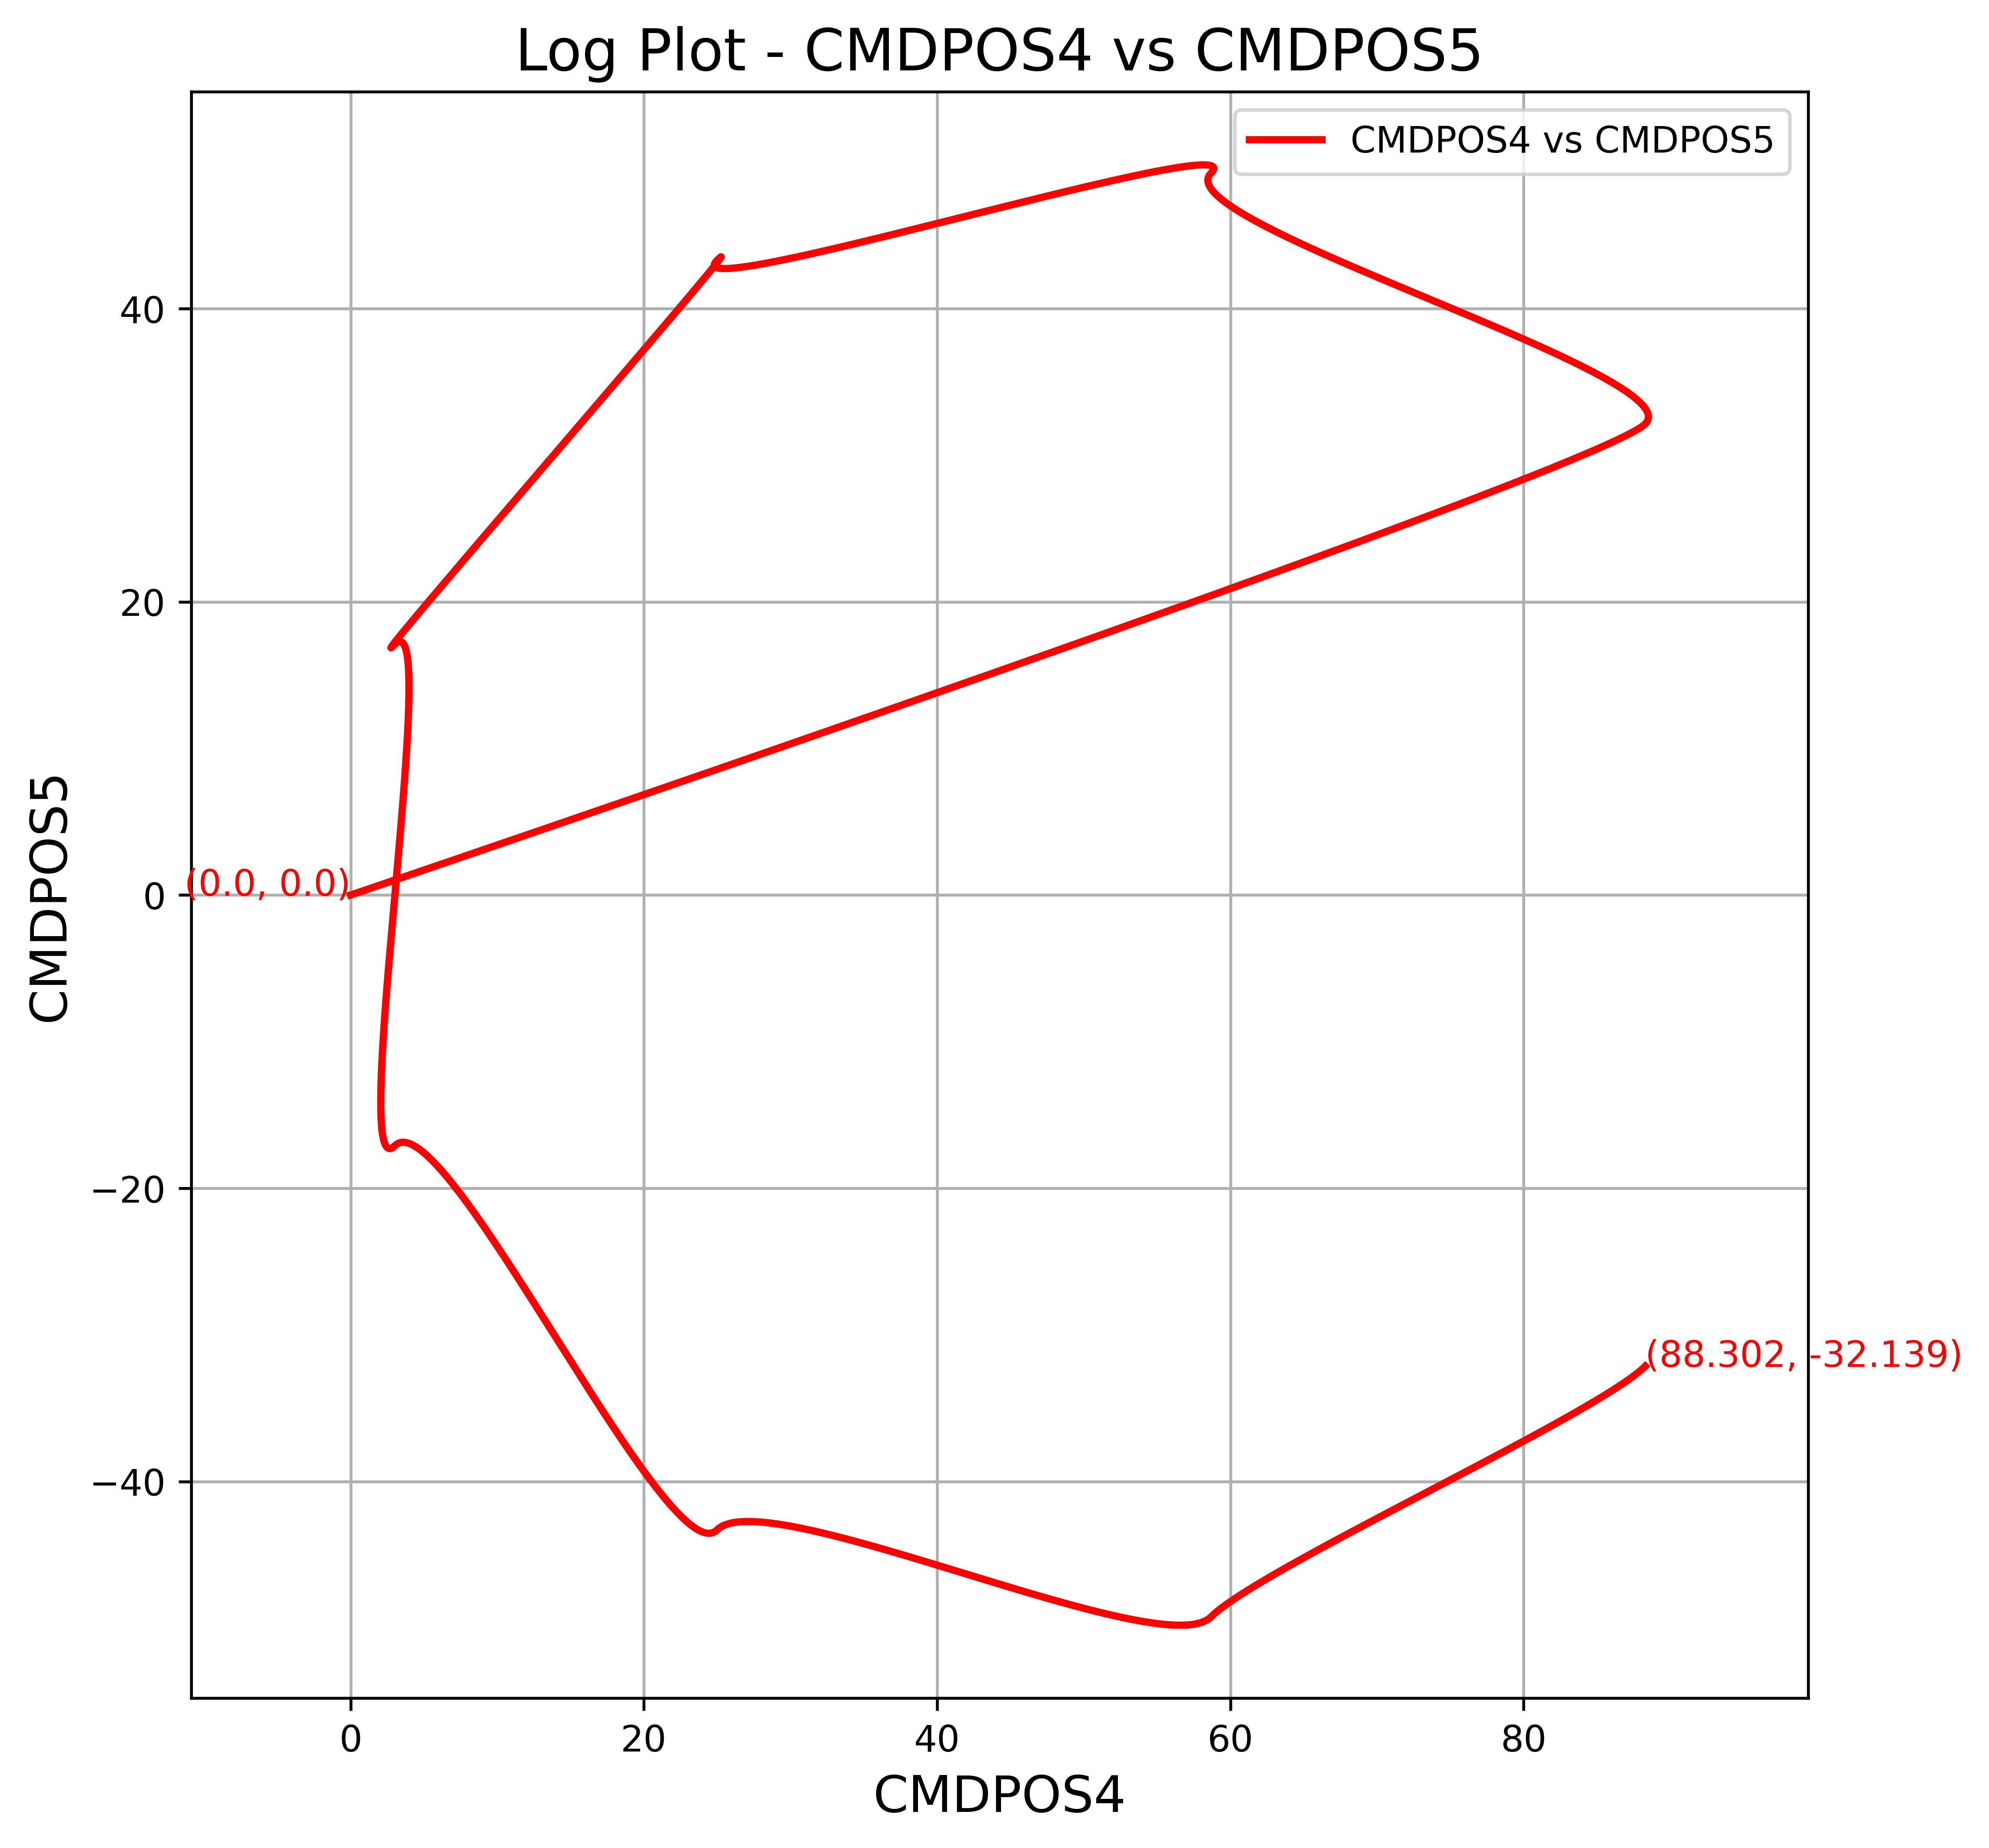 Log Plot - CMDPOS4 vs CMDPOS5
CMDPOS4 vs CMDPOS5
40
20
0
−20
−40
CMDPOS5
(0.0, 0.0)
(88.302, -32.139)
0 20 40 60 80
CMDPOS4